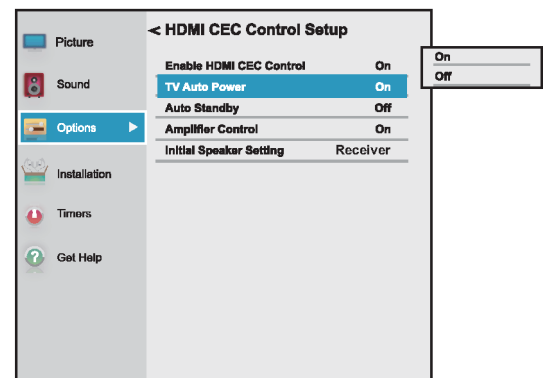 Picture
Sound
Options
Installation
Timers
Get Help
< HDMI CEC Control Setup
Enable HDMI CEC Control On
TV Auto Power On
Auto Standby Off
Amplifier Control On
Initial Speaker Setting Receiver
On
Off